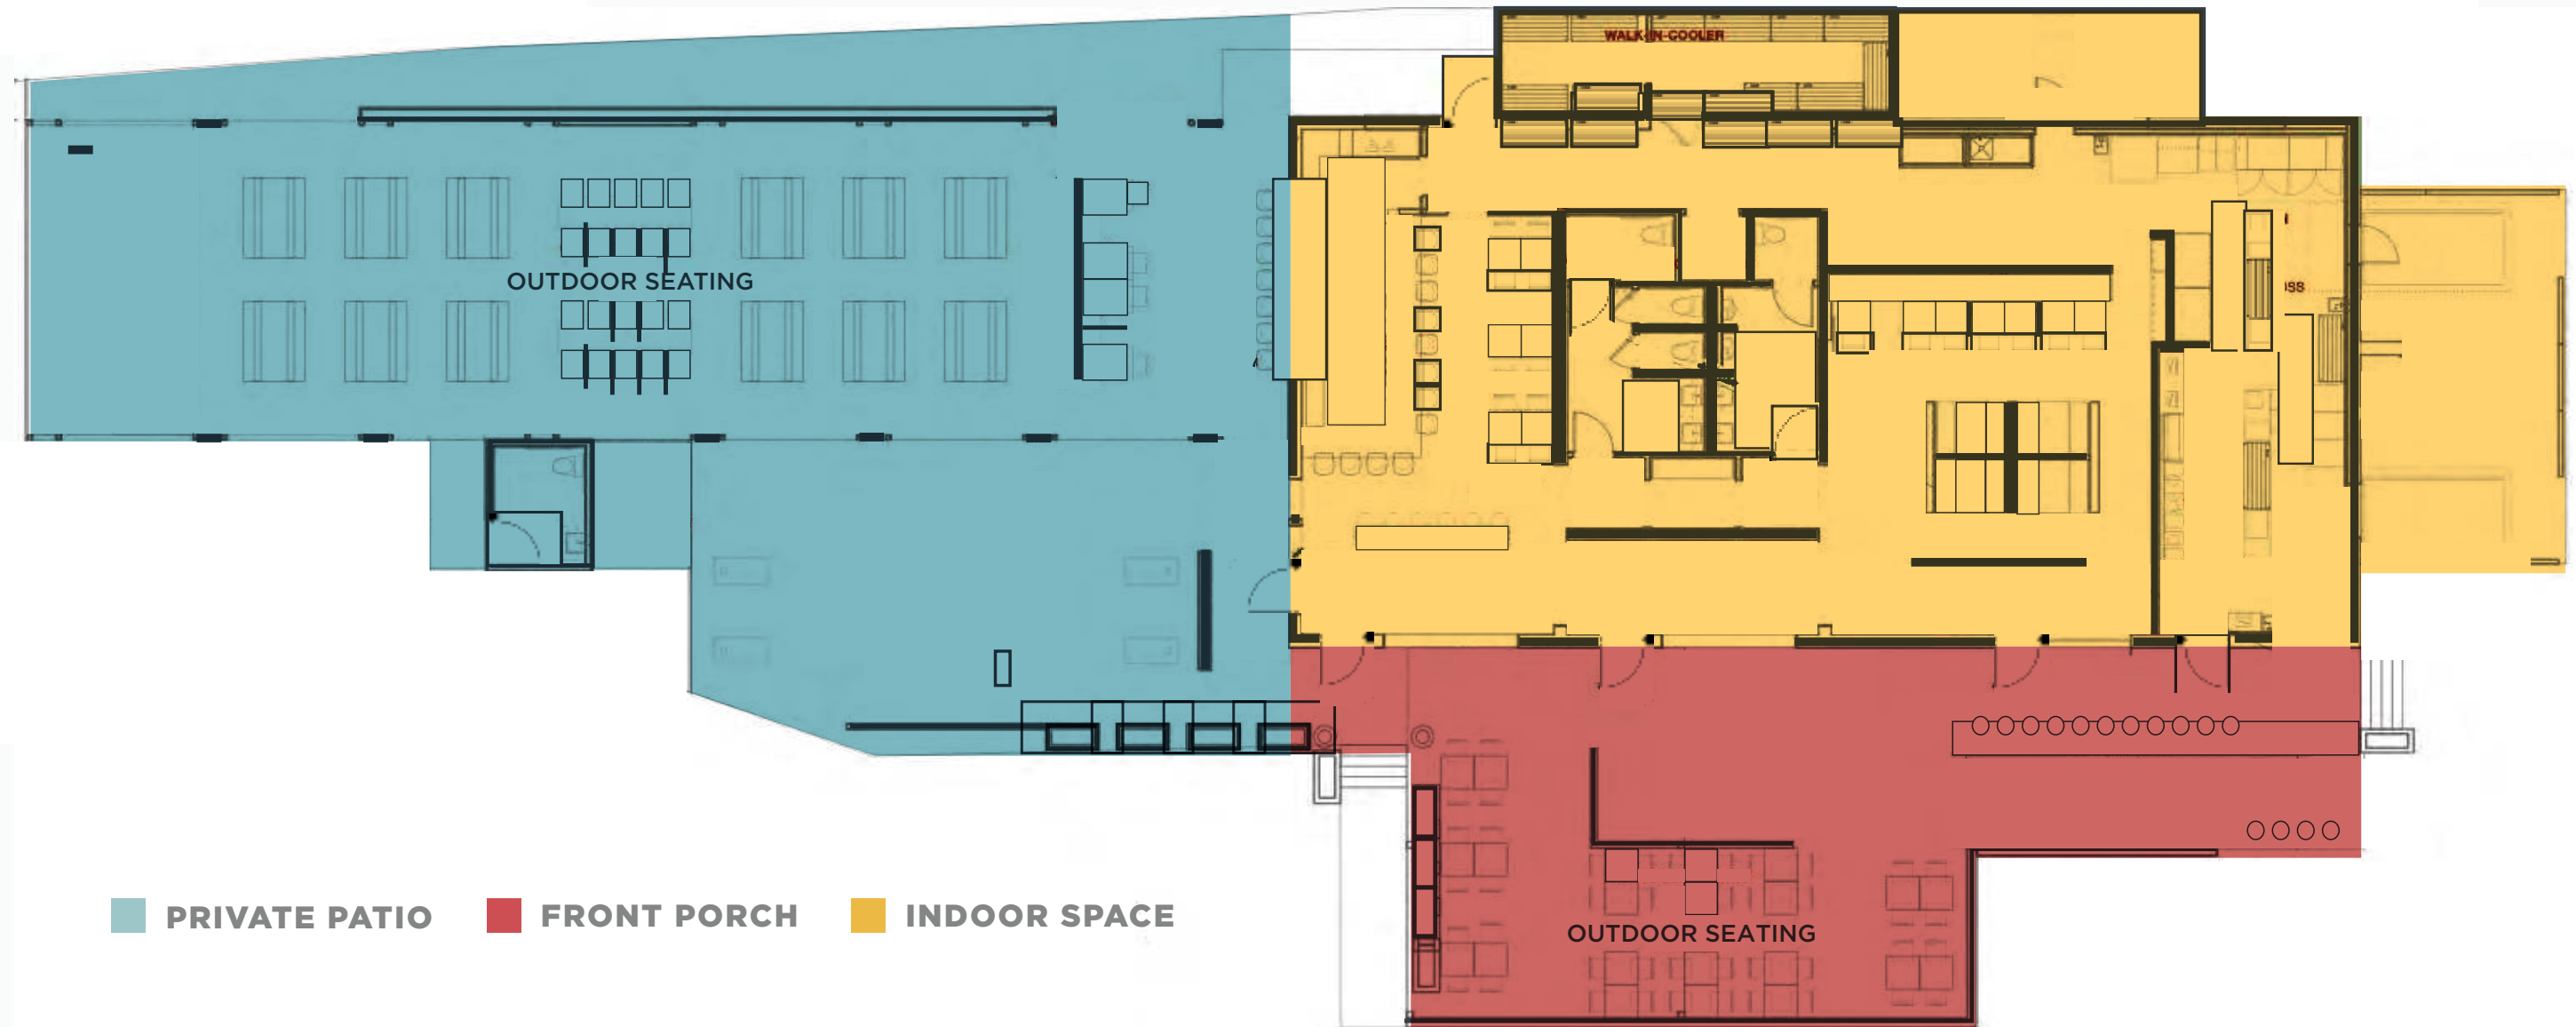 WALK-IN-COOLER
OUTDOOR SEATING
OUTDOOR SEATING
PRIVATE PATIO
FRONT PORCH
INDOOR SPACE